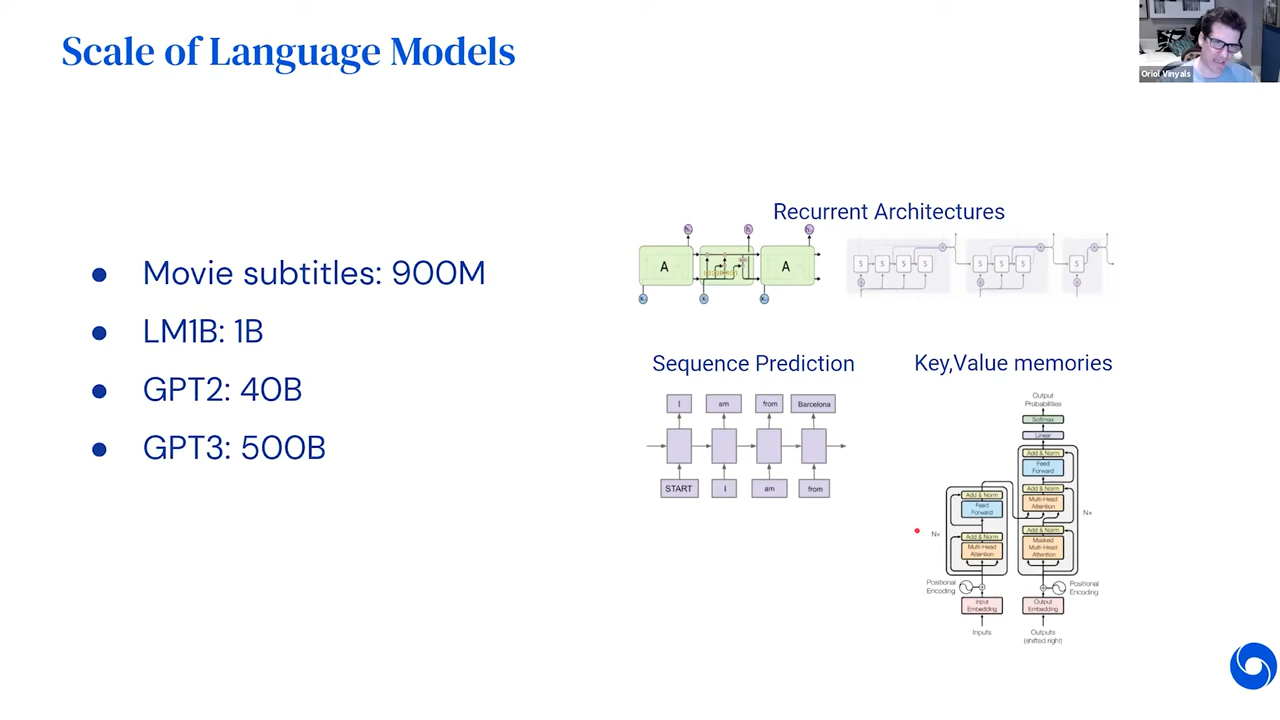 Scale of Language Models
Oriol Vinyals
● Movie subtitles: 900M
● LM1B: 1B
● GPT2: 40B
● GPT3: 500B
Recurrent Architectures
A
A
S S S S
S S S
S
Sequence Prediction
I am from Barcelona
START I am from
Key,Value memories
Output
Probabilities
Softmax
Linear
Add & Norm
Feed
Forward
Add & Norm
Multi-Head
Attention
Add & Norm
Masked
Multi-Head
Attention
Nx
Positional
Encoding
Output
Embedding
Outputs
(shifted right)
Add & Norm
Feed
Forward
Nx
Add & Norm
Multi-Head
Attention
Positional
Encoding
Input
Embedding
Inputs